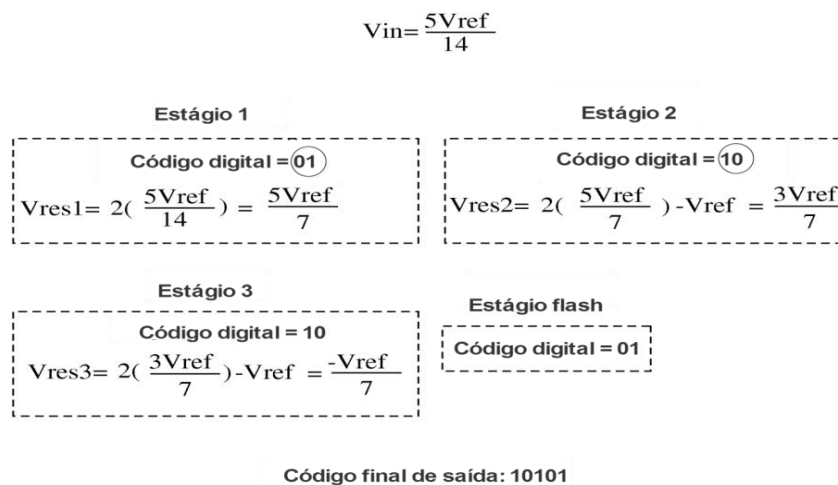 Vin= 5Vref/14
Estágio 1
Código digital = 01
Vres1= 2( 5Vref/14 ) = 5Vref/7
Estágio 2
Código digital = 10
Vres2= 2( 5Vref/7 ) -Vref = 3Vref/7
Estágio 3
Código digital = 10
Vres3= 2( 3Vref/7 ) -Vref = -Vref/7
Estágio flash
Código digital = 01
Código final de saída: 10101